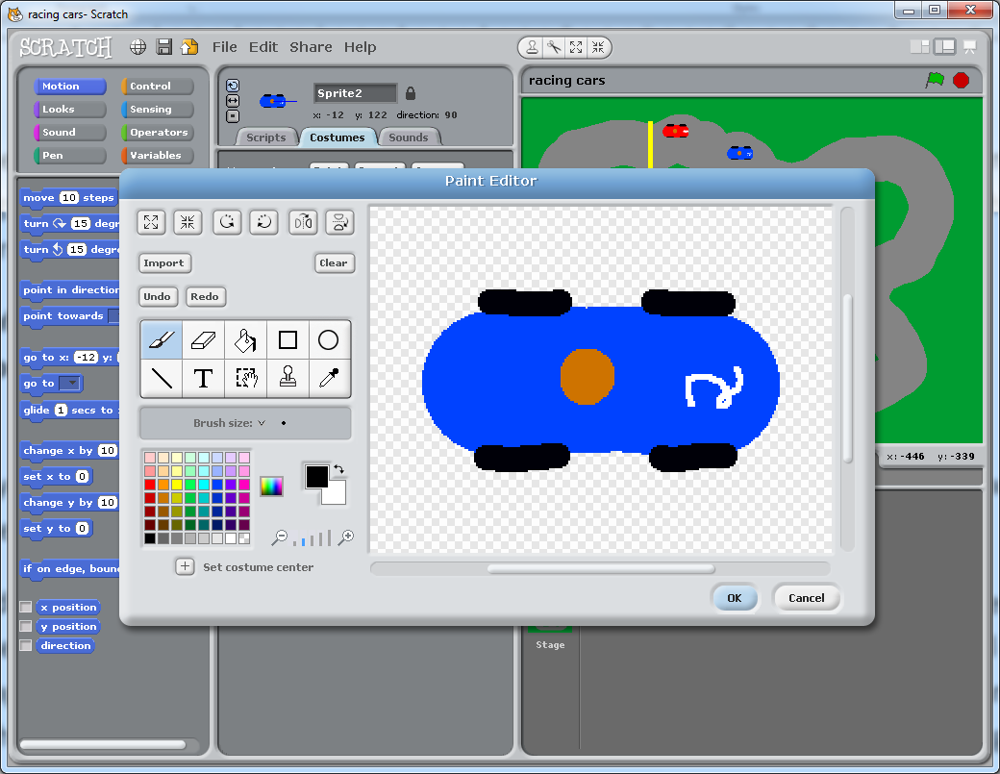 racing cars- Scratch
SCRATCH File Edit Share Help
Motion Control
Looks Sensing
Sound Operators
Pen Variables
Sprite2
x: -12 y: 122 direction: 90
Scripts Costumes Sounds
racing cars
Paint Editor
move 10 steps
turn 15 degr
turn 15 degre
point in direction
point towards
go to x: -12 y:
go to
glide 1 secs to x
change x by 10
set x to 0
change y by 10
set y to 0
if on edge, boun
x position
y position
direction
Import Clear
Undo Redo
T
Brush size:
Set costume center
OK Cancel
x: -446 y: -339
Stage